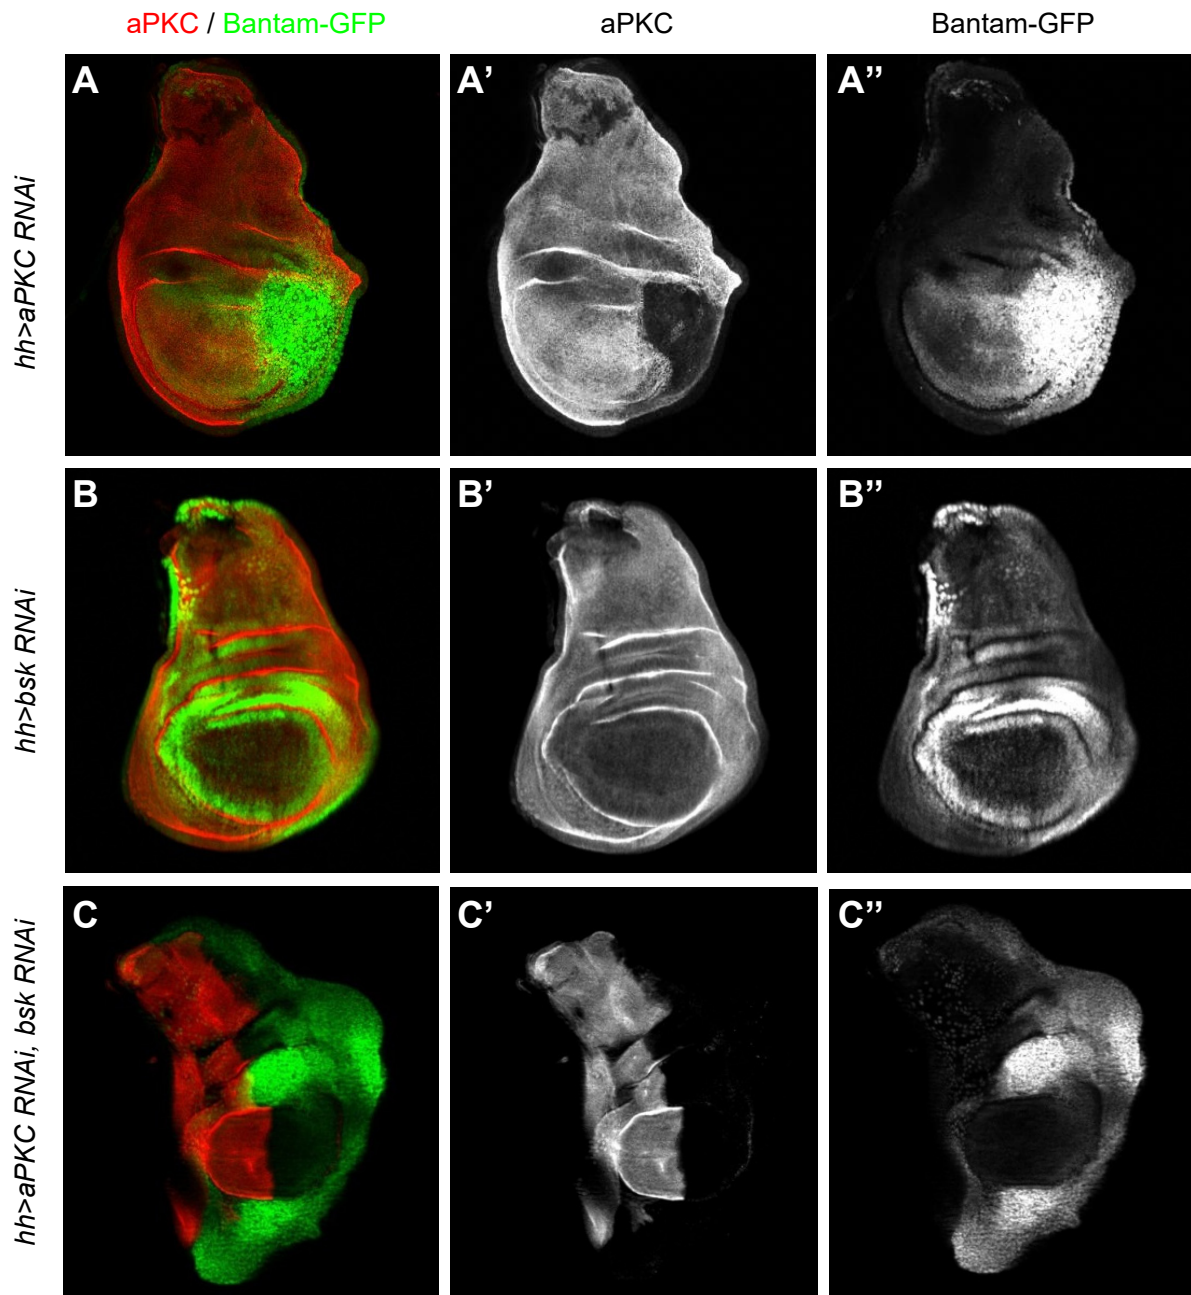 aPKC / Bantam-GFP
aPKC
Bantam-GFP
hh>aPKC RNAi
A
A’
A”
hh>bsk RNAi
B
B’
B”
hh>aPKC RNAi, bsk RNAi
C
C’
C”